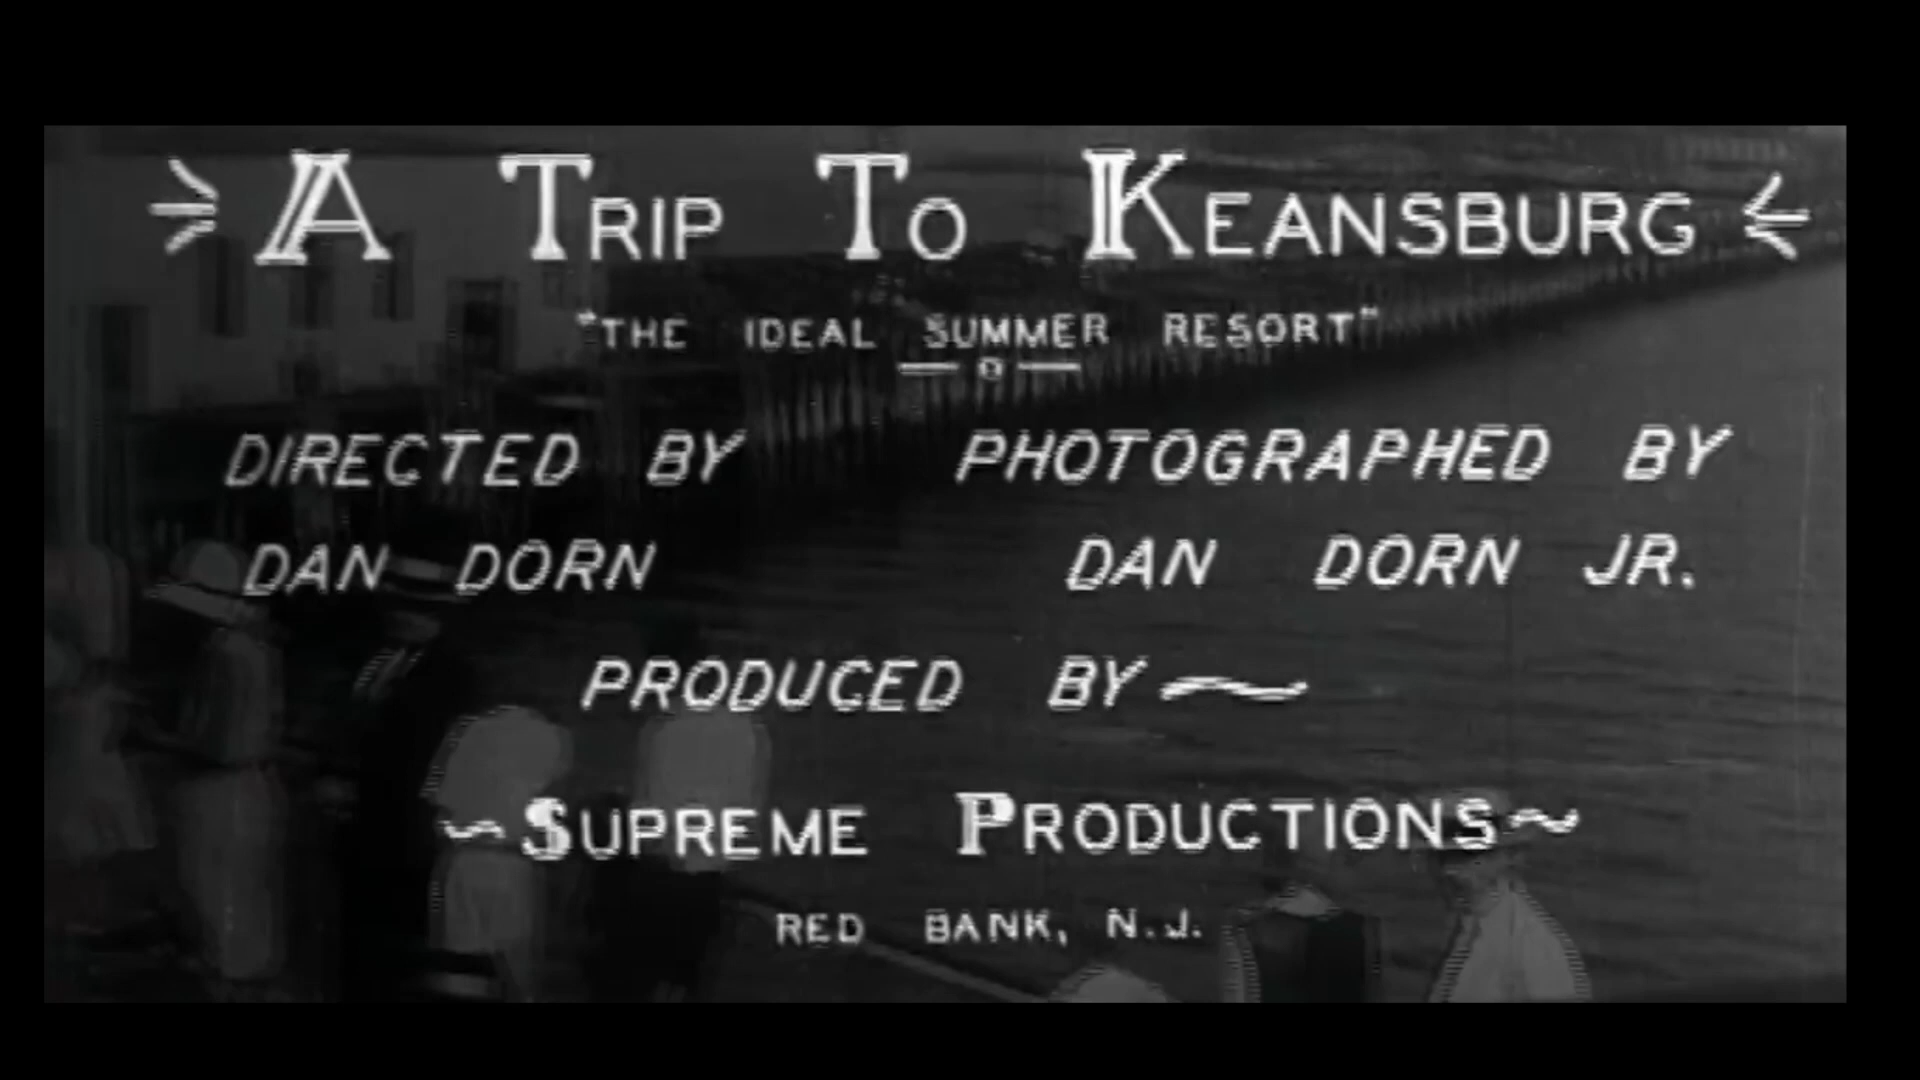 A TRIP TO KEANSBURG
"THE IDEAL SUMMER RESORT"
DIRECTED BY
DAN DORN
PHOTOGRAPHED BY
DAN DORN JR.
PRODUCED BY~
~SUPREME PRODUCTIONS~
RED BANK, N.J.